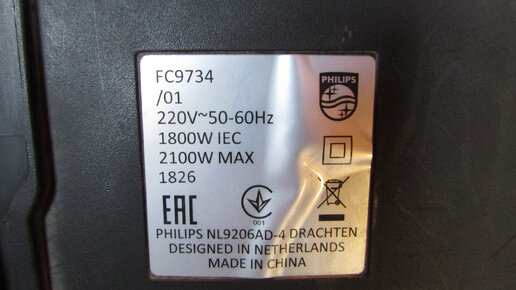 FC9734
/01
220V~50-60Hz
1800W IEC
2100W MAX
1826
PHILIPS
EAC
001
PHILIPS NL9206AD-4 DRACHTEN
DESIGNED IN NETHERLANDS
MADE IN CHINA